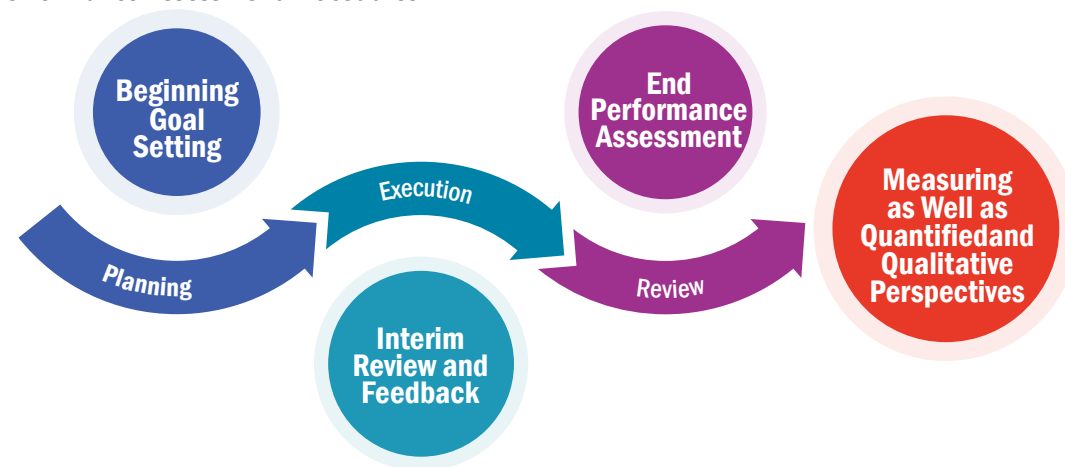 Beginning
Goal
Setting
Planning
Execution
Interim
Review and
Feedback
End
Performance
Assessment
Review
Measuring
as Well as
Quantifiedand
Qualitative
Perspectives